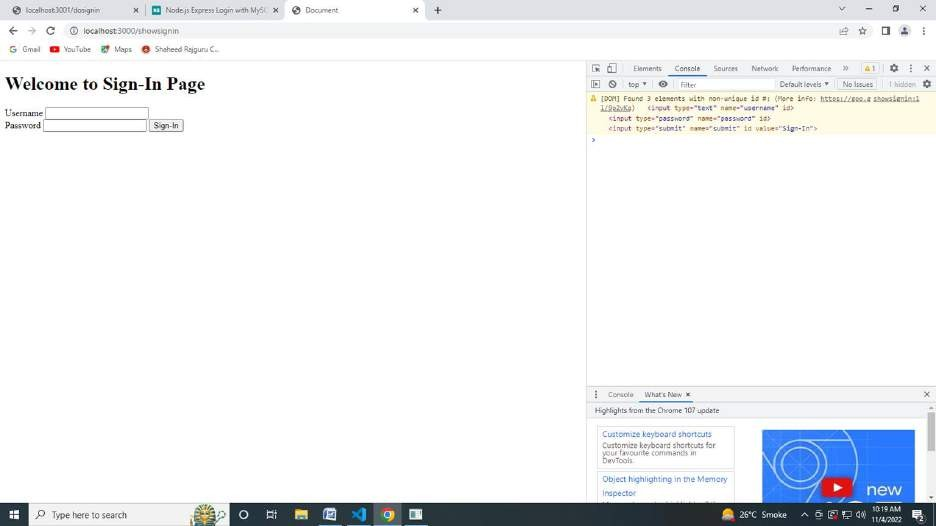 localhost:3001/dosignin
Node.js Express Login with MySQ
Document
localhost:3000/showsignin
Gmail
YouTube
Maps
Shaheed Rajguru C...
Welcome to Sign-In Page
Username
Password
Sign-In
Elements Console Sources Network Performance
1
top
Filter
Default levels
No Issues
1 hidden
[DOM] Found 3 elements with non-unique id #: (More info: https://goo.g showsignin:1
l/9p2vKq) <input type="text" name="username" id>
<input type="password" name="password" id>
<input type="submit" name="submit" id value="Sign-In">
>
Console What's New
Highlights from the Chrome 107 update
Customize keyboard shortcuts
Customize keyboard shortcuts for
your favourite commands in
DevTools.
Object highlighting in the Memory
Inspector
new
Type here to search
26°C Smoke
10:19 AM
11/4/2022
2